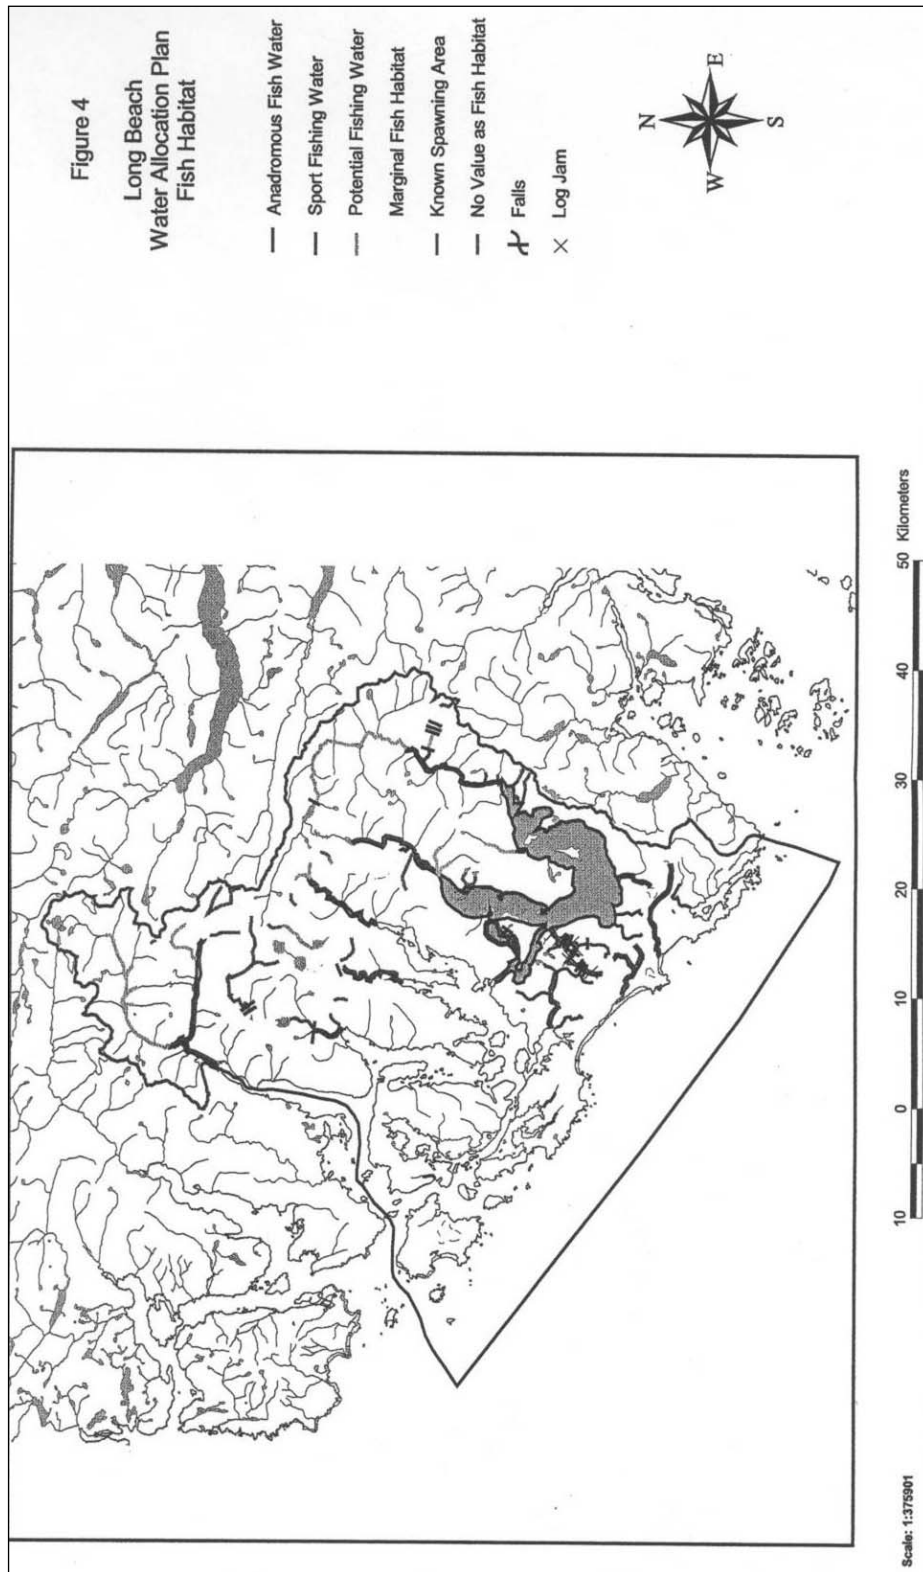 Figure 4
Long Beach
Water Allocation Plan
Fish Habitat
Anadromous Fish Water
Sport Fishing Water
Potential Fishing Water
Marginal Fish Habitat
Known Spawning Area
No Value as Fish Habitat
Falls
Log Jam
N
W E
S
10 0 10 20 30 40 50 Kilometers
Scale: 1:375901